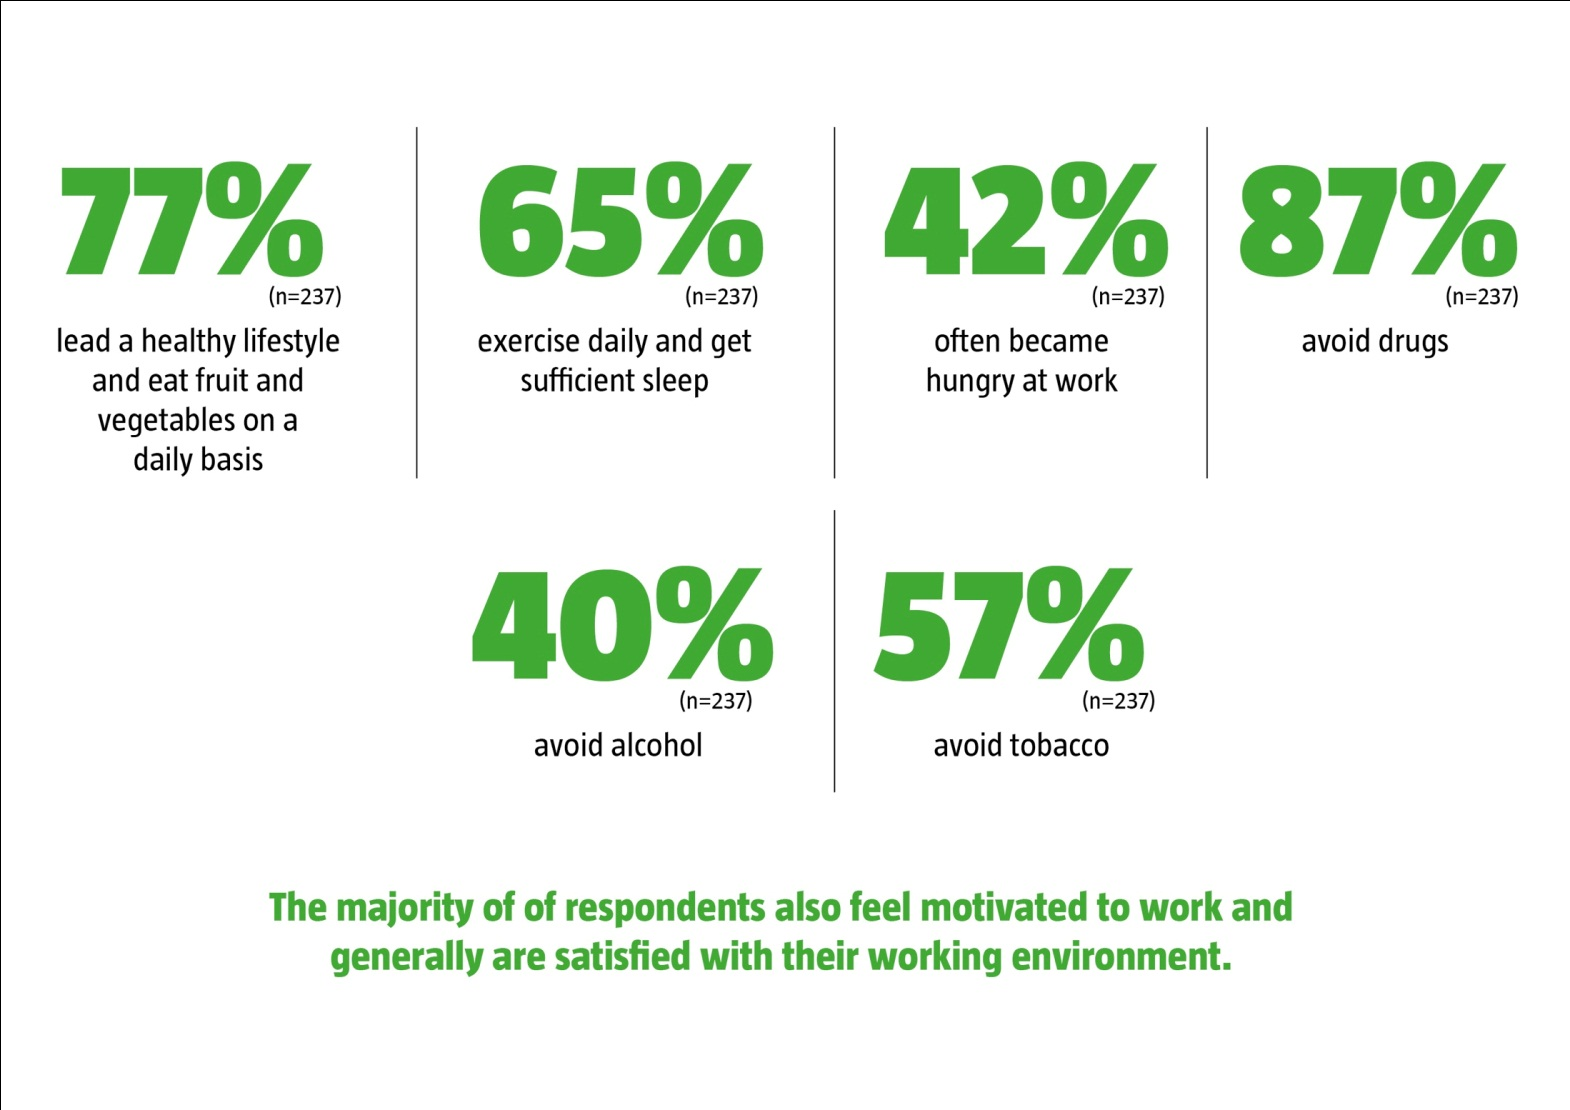 77%
(n=237)
lead a healthy lifestyle
and eat fruit and
vegetables on a
daily basis
65%
(n=237)
exercise daily and get
sufficient sleep
42%
(n=237)
often became
hungry at work
87%
(n=237)
avoid drugs
40%
(n=237)
avoid alcohol
57%
(n=237)
avoid tobacco
The majority of of respondents also feel motivated to work and
generally are satisfied with their working environment.